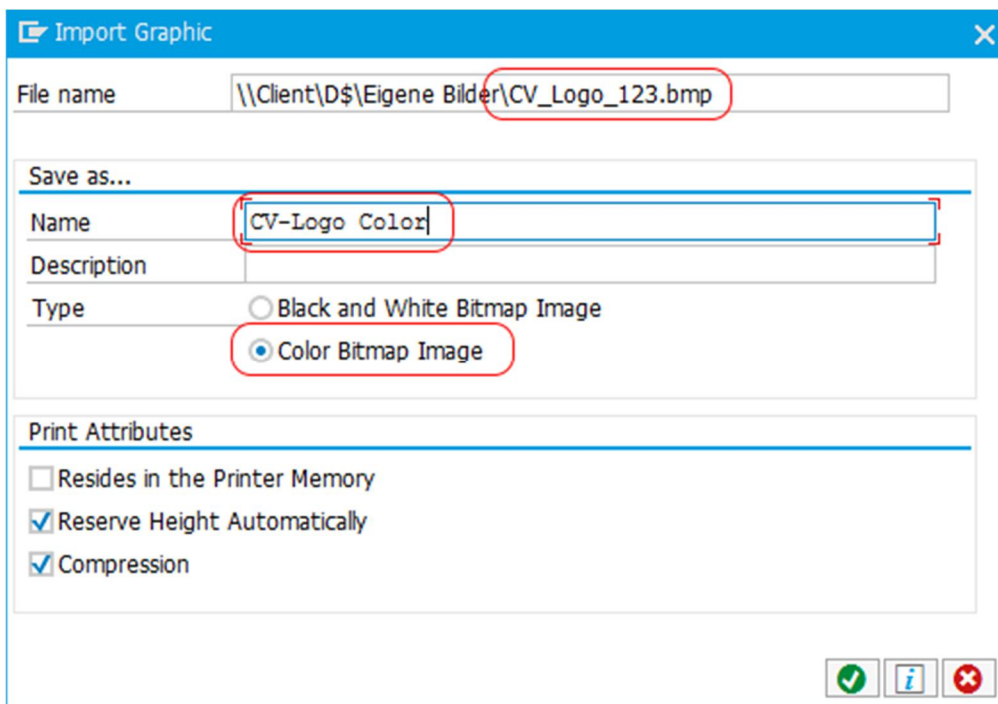 Import Graphic
File name \\Client\D$\Eigene Bilder\CV_Logo_123.bmp
Save as...
Name CV-Logo Color
Description
Type Black and White Bitmap Image
Color Bitmap Image
Print Attributes
Resides in the Printer Memory
Reserve Height Automatically
Compression
i